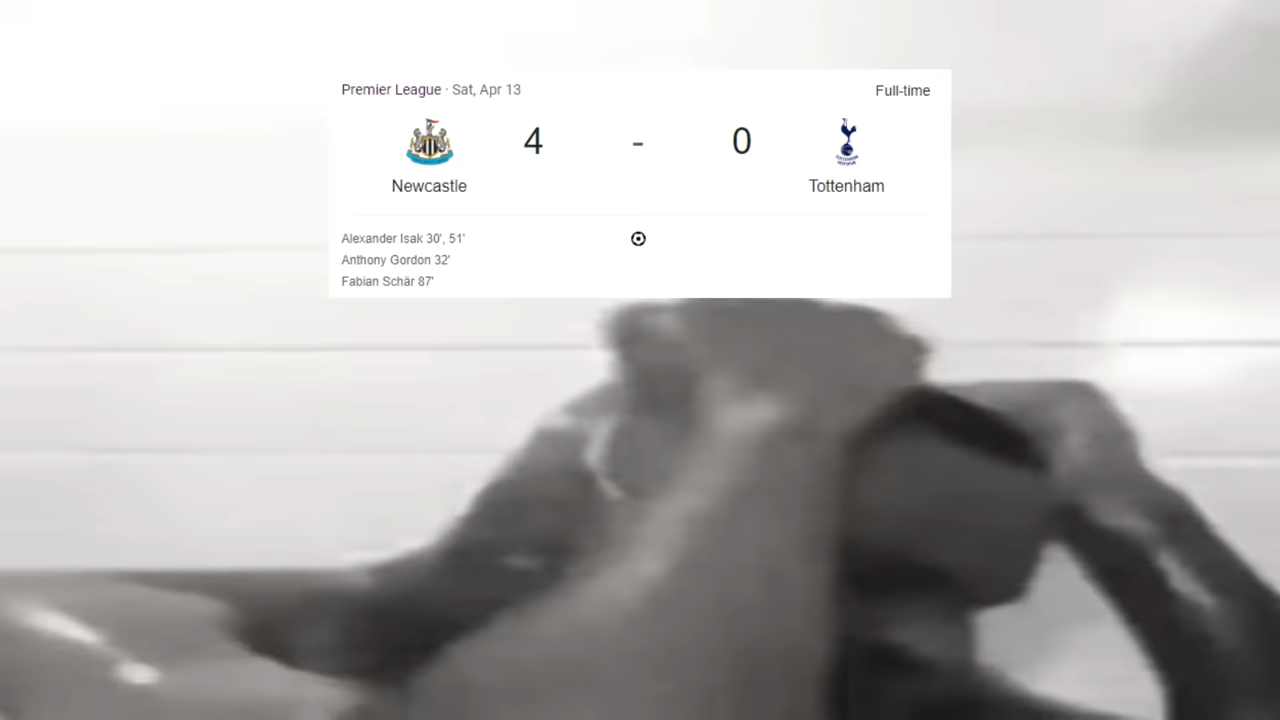 Premier League · Sat, Apr 13
Full-time
4 - 0
Newcastle
Tottenham
Alexander Isak 30', 51'
Anthony Gordon 32'
Fabian Schär 87'